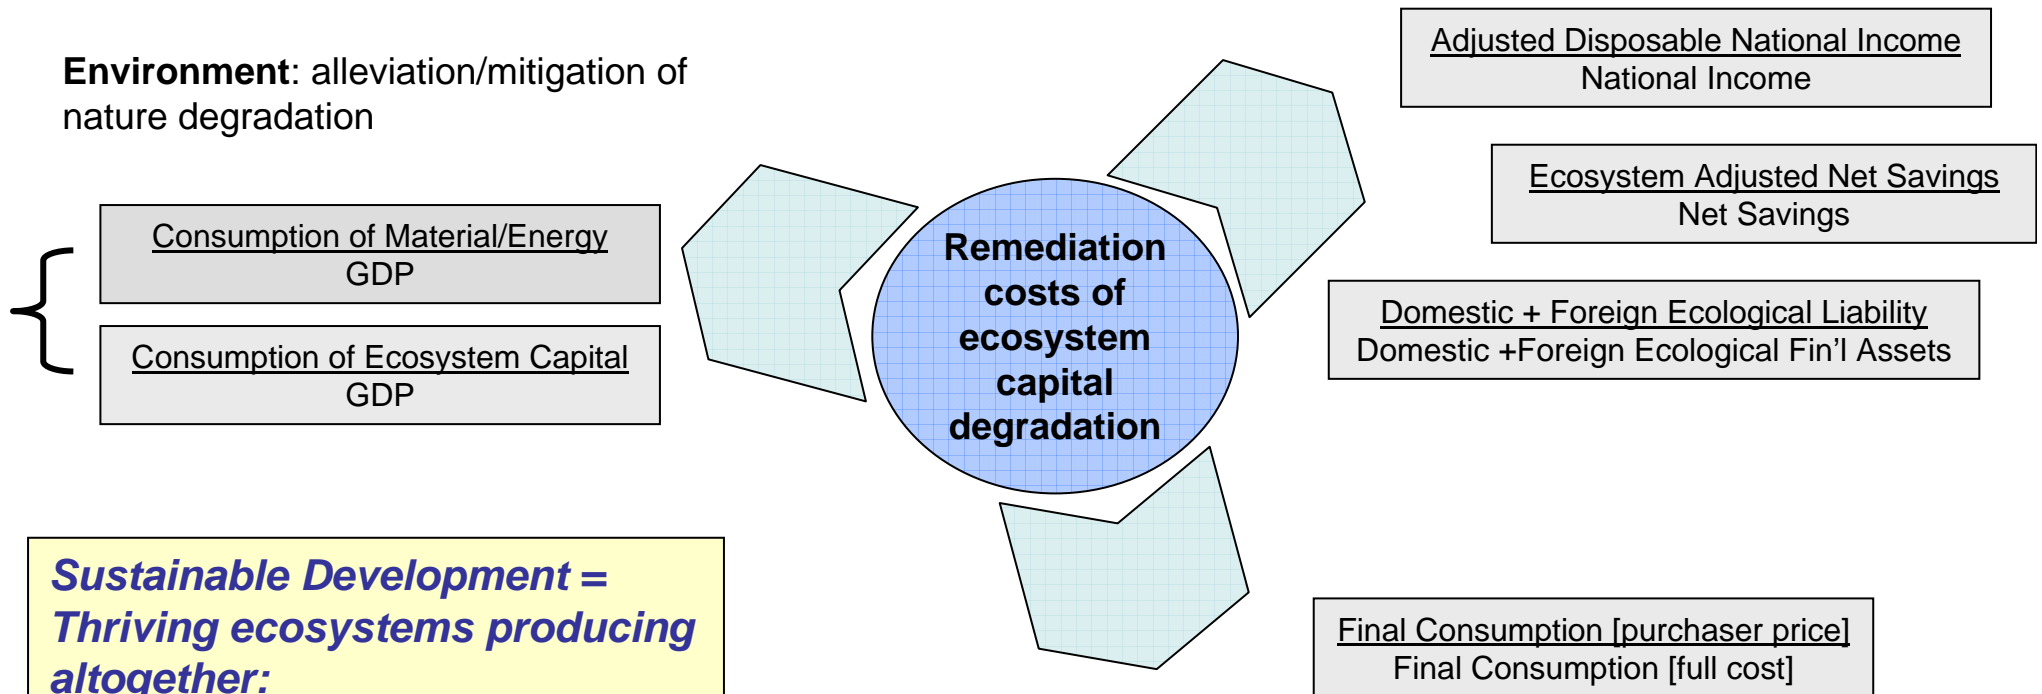 Environment: alleviation/mitigation of
nature degradation
Consumption of Material/Energy
GDP
Consumption of Ecosystem Capital
GDP
Sustainable Development =
Thriving ecosystems producing
altogether:
Remediation
costs of
ecosystem
capital
degradation
Adjusted Disposable National Income
National Income
Ecosystem Adjusted Net Savings
Net Savings
Domestic + Foreign Ecological Liability
Domestic +Foreign Ecological Fin’l Assets
Final Consumption [purchaser price]
Final Consumption [full cost]